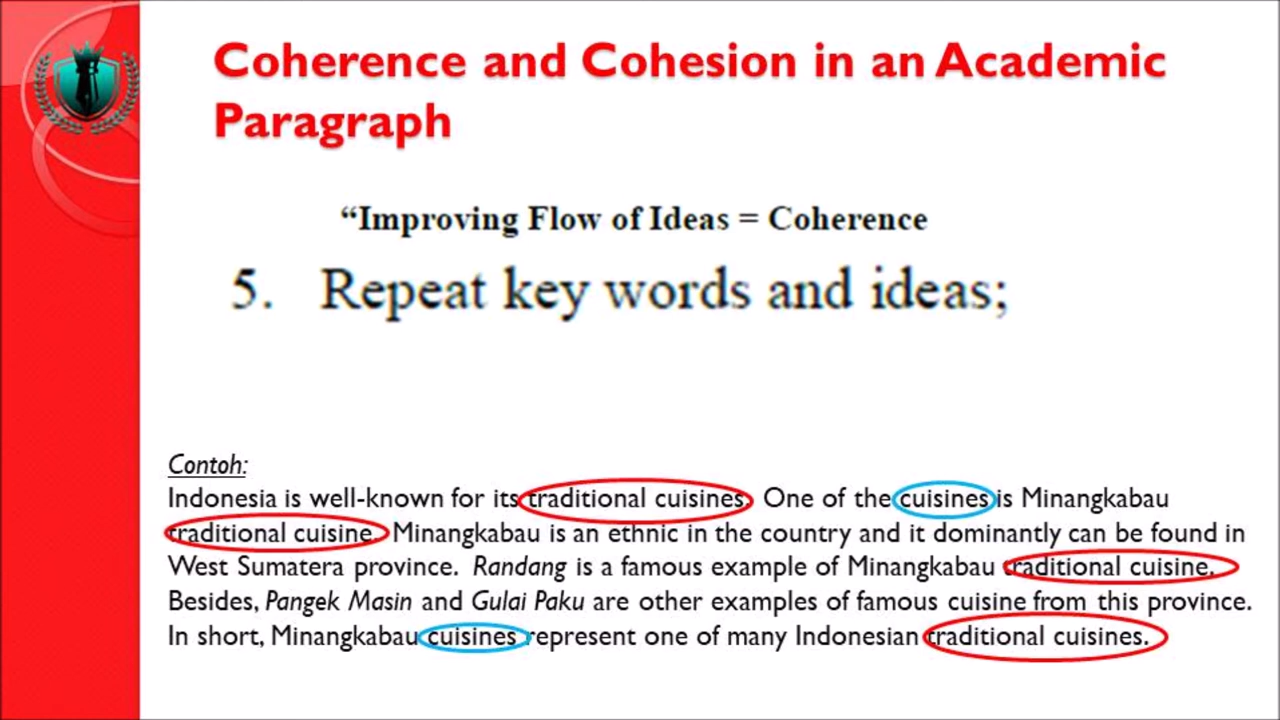 Coherence and Cohesion in an Academic
Paragraph
“Improving Flow of Ideas = Coherence
5. Repeat key words and ideas;
Contoh:
Indonesia is well-known for its traditional cuisines. One of the cuisines is Minangkabau
traditional cuisine. Minangkabau is an ethnic in the country and it dominantly can be found in
West Sumatera province. Randang is a famous example of Minangkabau traditional cuisine.
Besides, Pangek Masin and Gulai Paku are other examples of famous cuisine from this province.
In short, Minangkabau cuisines represent one of many Indonesian traditional cuisines.